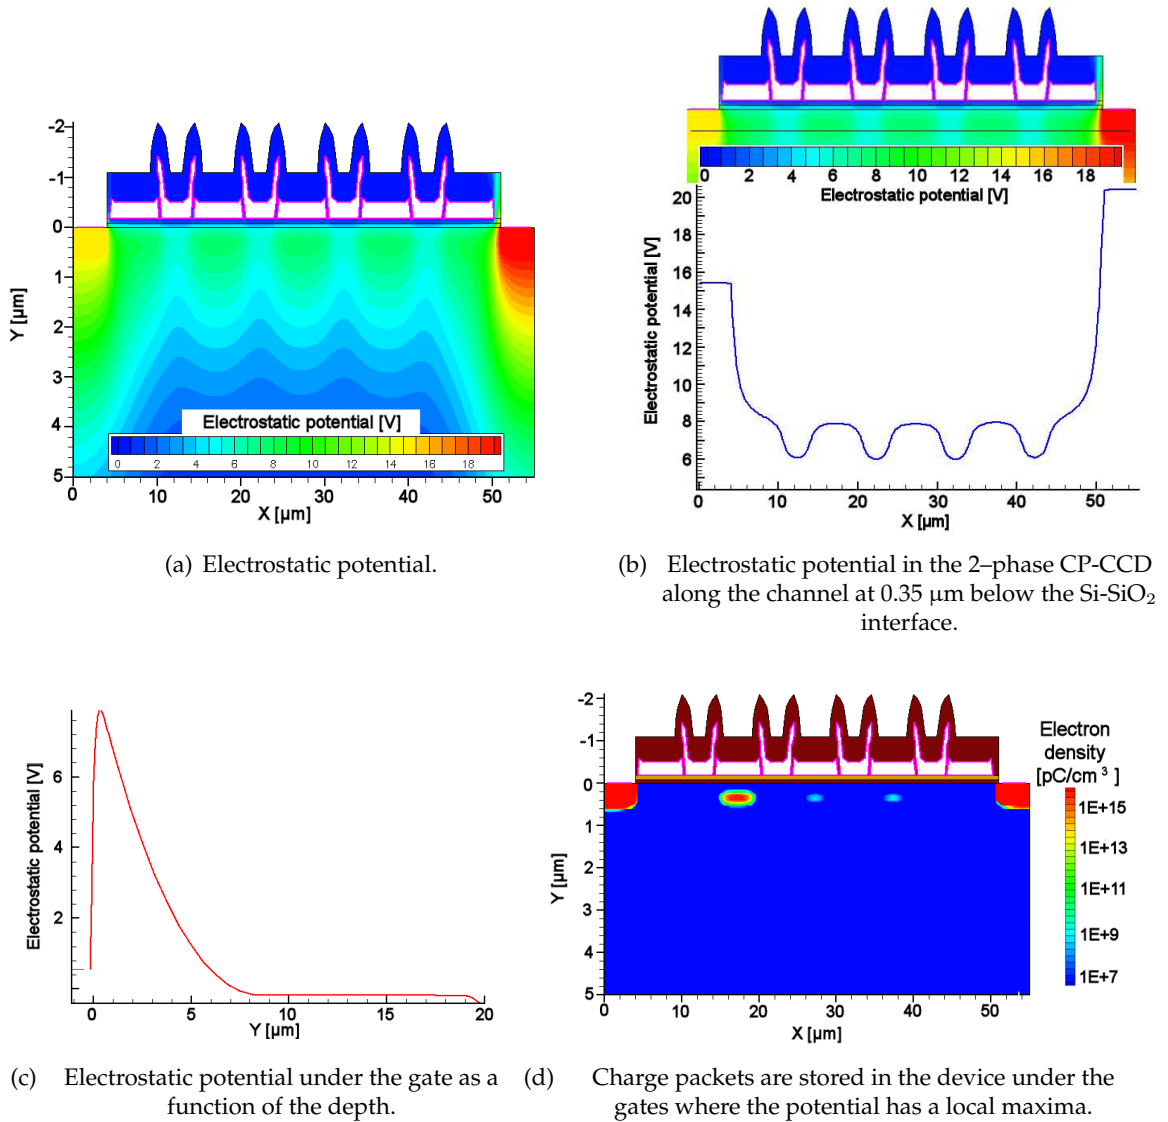 -2
-1
0
1
2
3
4
5
Y [µm]
Electrostatic potential [V]
0 2 4 6 8 10 12 14 16 18
0 10 20 30 40 50
X [µm]
(a) Electrostatic potential.
0 2 4 6 8 10 12 14 16 18
Electrostatic potential [V]
20
18
16
14
12
10
8
6
Electrostatic potential [V]
0 10 20 30 40 50
X [µm]
(b) Electrostatic potential in the 2–phase CP-CCD
along the channel at 0.35 µm below the Si-SiO2
interface.
6
4
2
Electrostatic potential [V]
0 5 10 15 20
Y [µm]
(c) Electrostatic potential under the gate as a
function of the depth.
-2
-1
0
1
2
3
4
5
Y [µm]
0 10 20 30 40 50
X [µm]
Electron
density
[pC/cm 3 ]
1E+15
1E+13
1E+11
1E+9
1E+7
(d) Charge packets are stored in the device under the
gates where the potential has a local maxima.